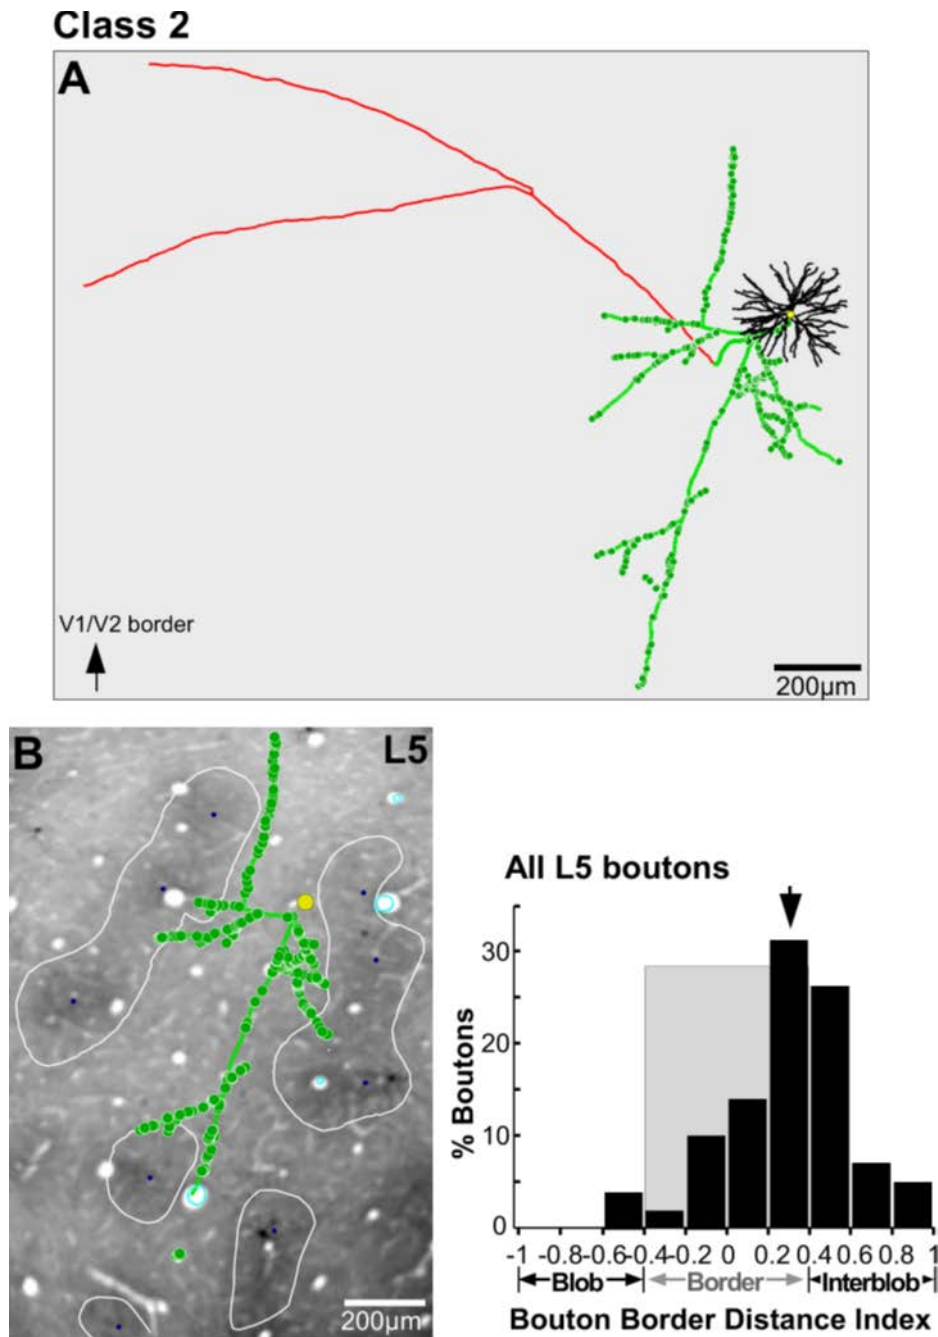 Class 2
A
V1/V2 border
200μm
B
L5
200μm
All L5 boutons
% Boutons
30
20
10
0
-1 -0.8 -0.6 -0.4 -0.2 0 0.2 0.4 0.6 0.8 1
Blob Border Interblob
Bouton Border Distance Index